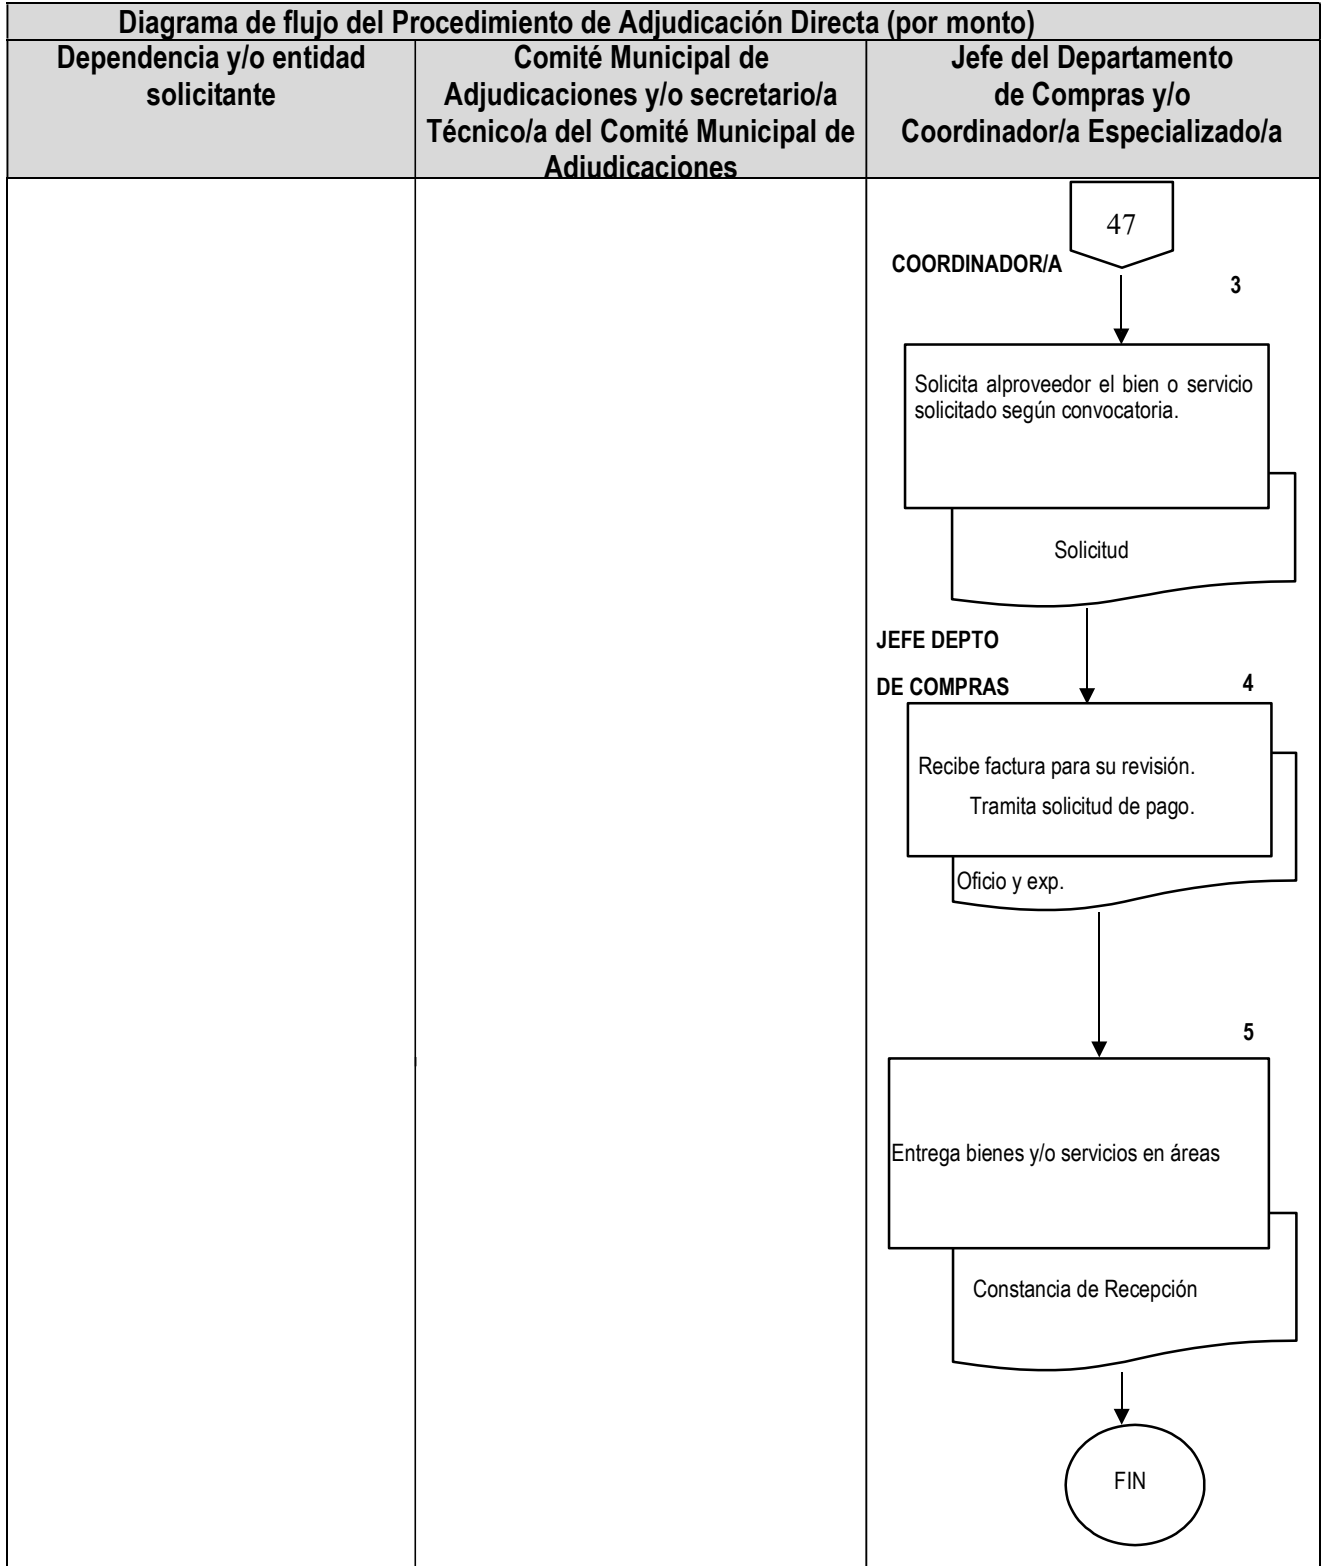 Diagrama de flujo del Procedimiento de Adjudicación Directa (por monto)
Dependencia y/o entidad
solicitante
Comité Municipal de
Adjudicaciones y/o secretario/a
Técnico/a del Comité Municipal de
Adjudicaciones
Jefe del Departamento
de Compras y/o
Coordinador/a Especializado/a
47
COORDINADOR/A
3
Solicita alproveedor el bien o servicio
solicitado según convocatoria.
Solicitud
JEFE DEPTO
DE COMPRAS
4
Recibe factura para su revisión.
Tramita solicitud de pago.
Oficio y exp.
5
Entrega bienes y/o servicios en áreas
Constancia de Recepción
FIN